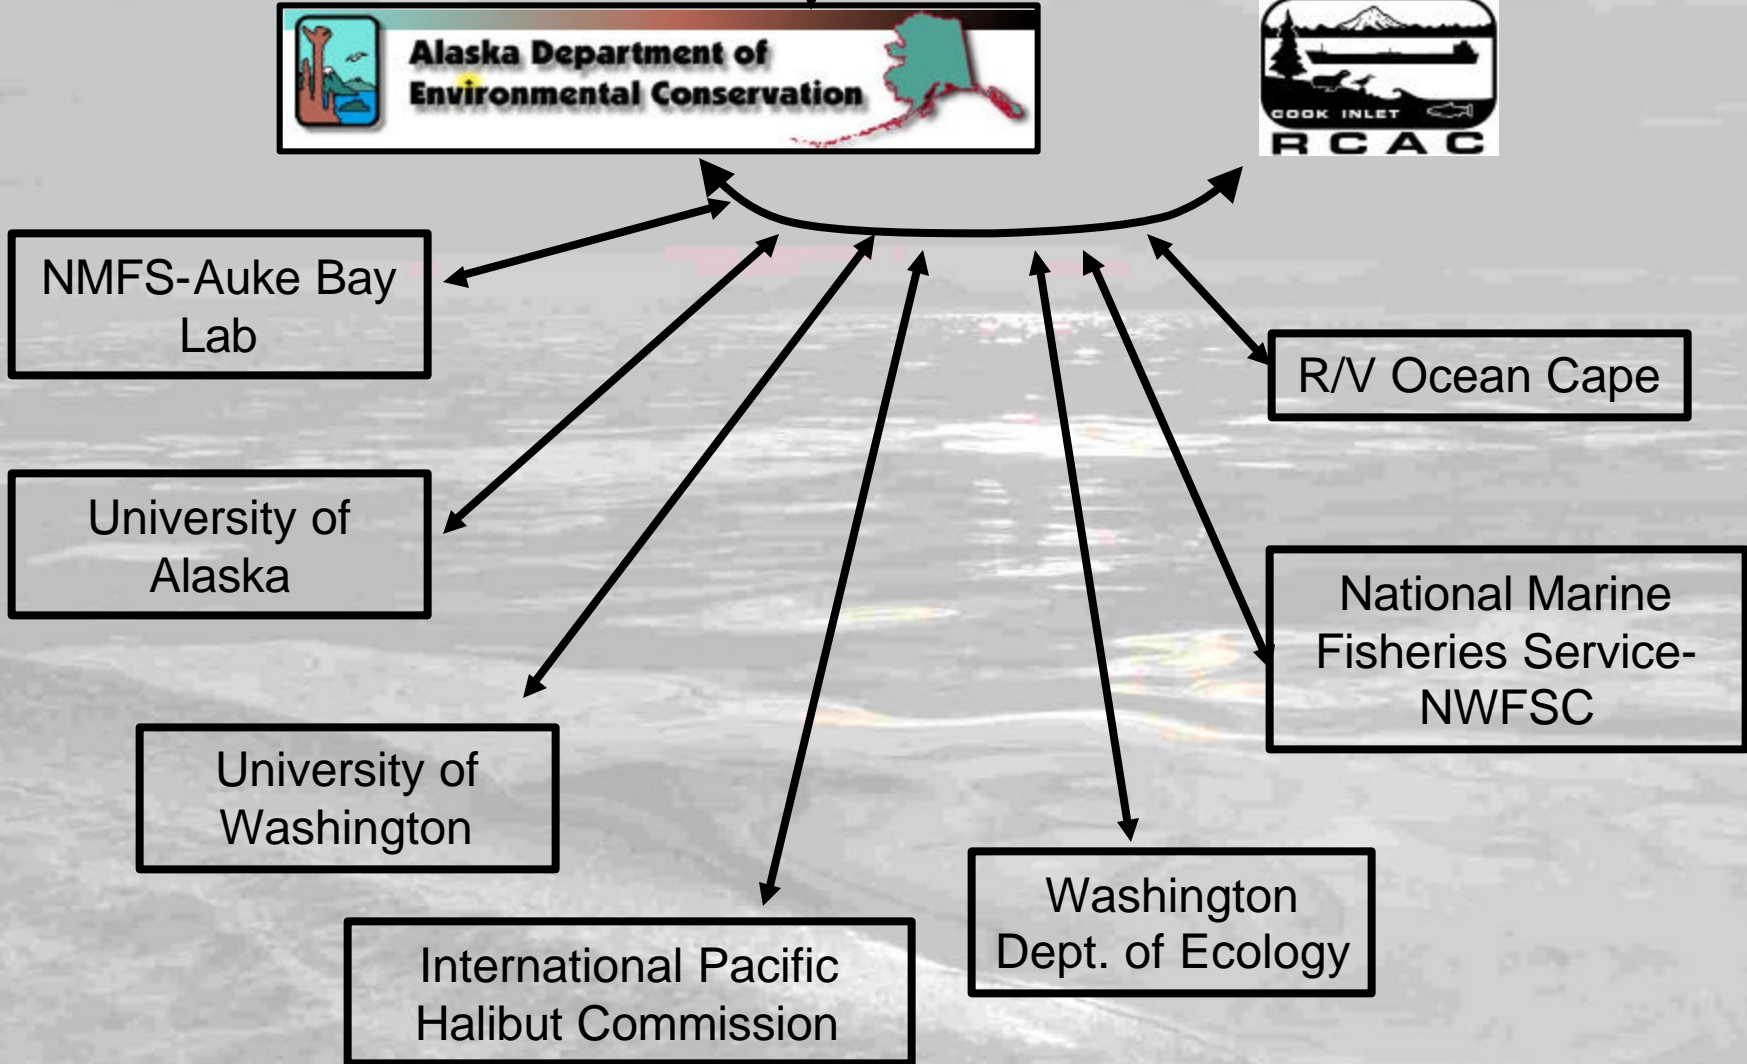 Alaska Department of
Environmental Conservation
COOK INLET
RCAC
NMFS-Auke Bay
Lab
R/V Ocean Cape
University of
Alaska
National Marine
Fisheries Service-
NWFSC
University of
Washington
Washington
Dept. of Ecology
International Pacific
Halibut Commission